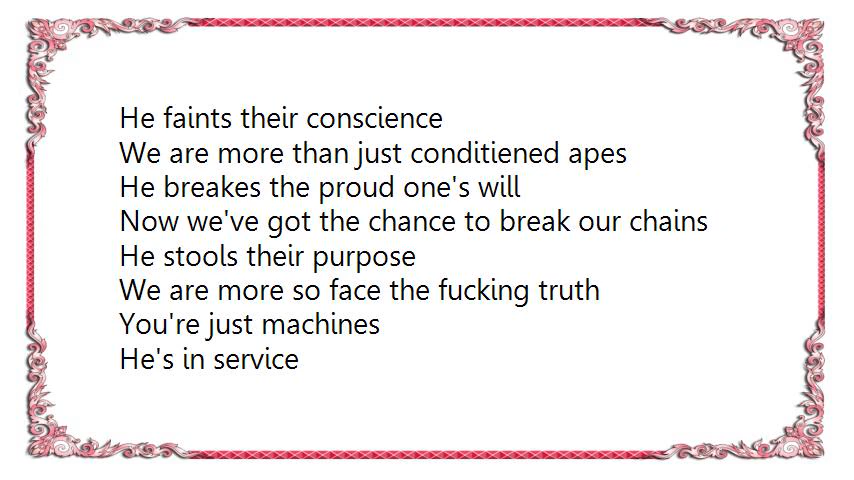 He faints their conscience
We are more than just conditiened apes
He breakes the proud one's will
Now we've got the chance to break our chains
He stools their purpose
We are more so face the fucking truth
You're just machines
He's in service